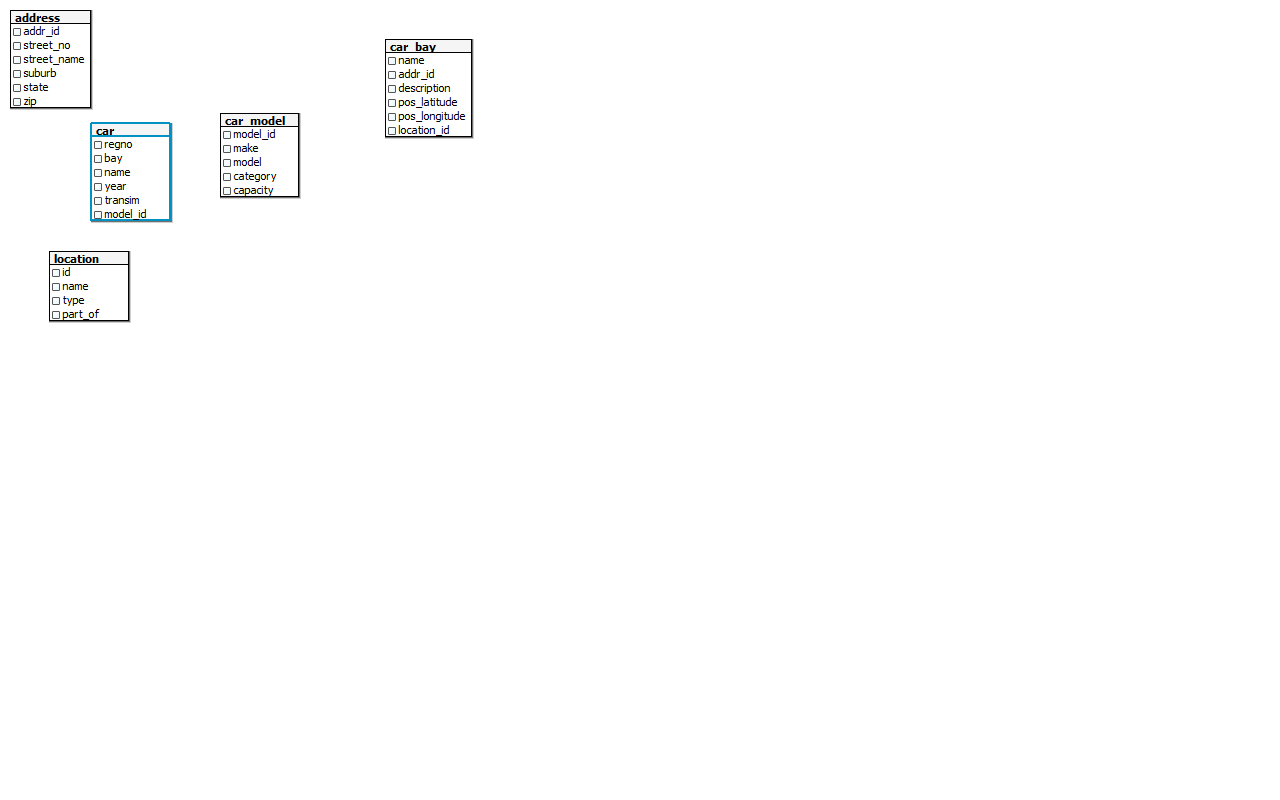 address
addr_id
street_no
street_name
suburb
state
zip
car
regno
bay
name
year
transim
model_id
car_model
model_id
make
model
category
capacity
car_bay
name
addr_id
description
pos_latitude
pos_longitude
location_id
location
id
name
type
part_of